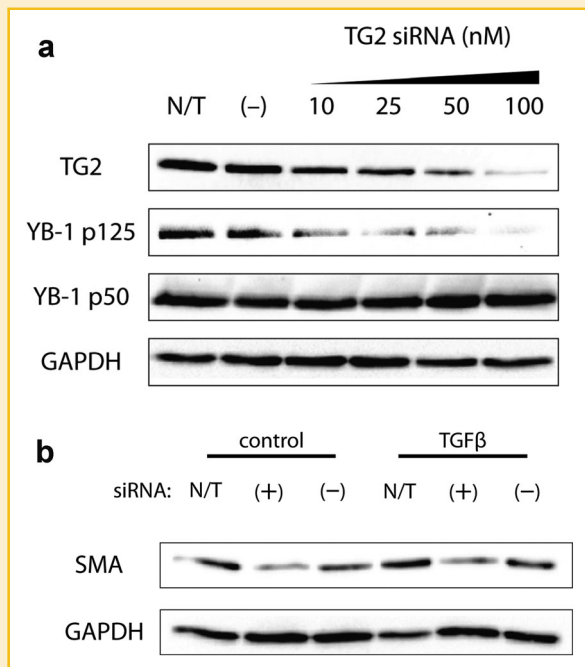 a
TG2 siRNA (nM)
N/T (–) 10 25 50 100
TG2
YB-1 p125
YB-1 p50
GAPDH
b
control TGFβ
siRNA: N/T (+) (–) N/T (+) (–)
SMA
GAPDH